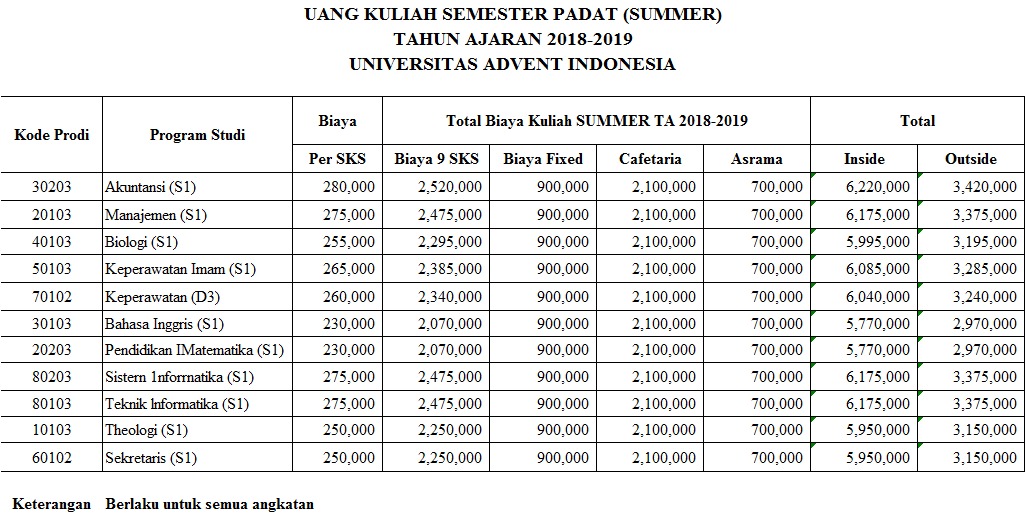 UANG KULIAH SEMESTER PADAT (SUMMER)
TAHUN AJARAN 2018-2019
UNIVERSITAS ADVENT INDONESIA
Kode Prodi Program Studi Biaya Total Biaya Kuliah SUMMER TA 2018-2019 Total
Per SKS Biaya 9 SKS Biaya Fixed Cafetaria Asrama Inside Outside
30203 Akuntansi (S1) 280,000 2,520,000 900,000 2,100,000 700,000 6,220,000 3,420,000
20103 Manajemen (S1) 275,000 2,475,000 900,000 2,100,000 700,000 6,175,000 3,375,000
40103 Biologi (S1) 255,000 2,295,000 900,000 2,100,000 700,000 5,995,000 3,195,000
50103 Keperawatan Imam (S1) 265,000 2,385,000 900,000 2,100,000 700,000 6,085,000 3,285,000
70102 Keperawatan (D3) 260,000 2,340,000 900,000 2,100,000 700,000 6,040,000 3,240,000
30103 Bahasa Inggris (S1) 230,000 2,070,000 900,000 2,100,000 700,000 5,770,000 2,970,000
20203 Pendidikan IMatematika (S1) 230,000 2,070,000 900,000 2,100,000 700,000 5,770,000 2,970,000
80203 Sistern 1nforrnatika (S1) 275,000 2,475,000 900,000 2,100,000 700,000 6,175,000 3,375,000
80103 Teknik Informatika (S1) 275,000 2,475,000 900,000 2,100,000 700,000 6,175,000 3,375,000
10103 Theologi (S1) 250,000 2,250,000 900,000 2,100,000 700,000 5,950,000 3,150,000
60102 Sekretaris (S1) 250,000 2,250,000 900,000 2,100,000 700,000 5,950,000 3,150,000
Keterangan Berlaku untuk semua angkatan